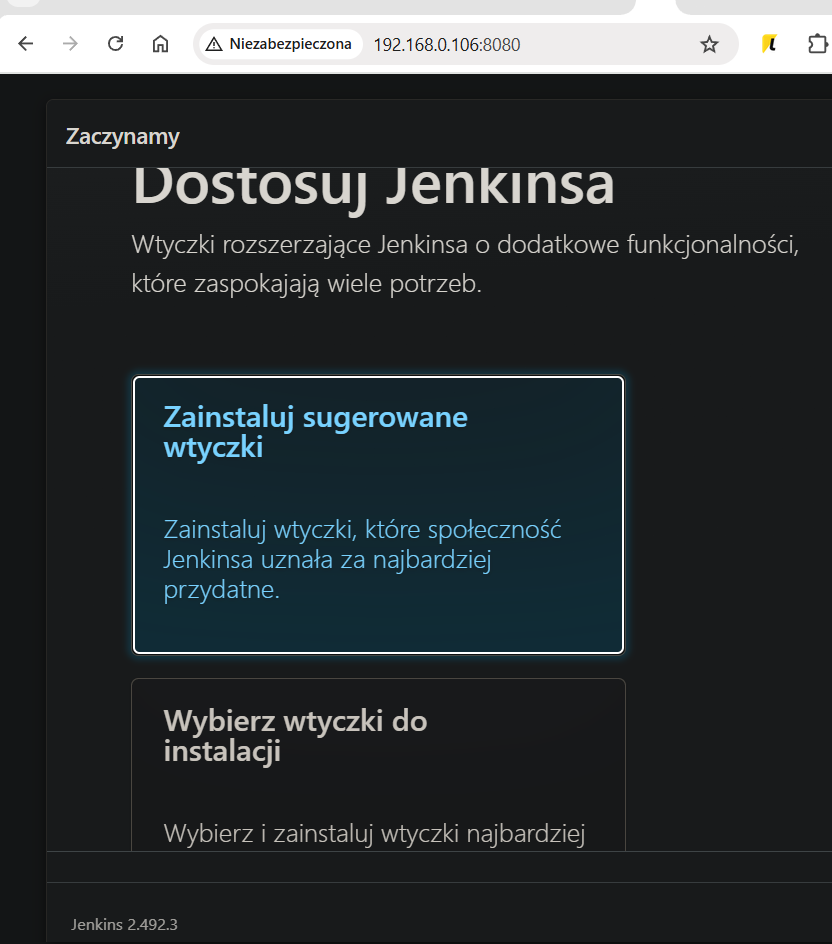 Niezabezpieczona 192.168.0.106:8080
Zaczynamy
Dostosuj Jenkinsa
Wtyczki rozszerzające Jenkinsa o dodatkowe funkcjonalności,
które zaspokajają wiele potrzeb.
Zainstaluj sugerowane
wtyczki
Zainstaluj wtyczki, które społeczność
Jenkinsa uznała za najbardziej
przydatne.
Wybierz wtyczki do
instalacji
Wybierz i zainstaluj wtyczki najbardziej
Jenkins 2.492.3